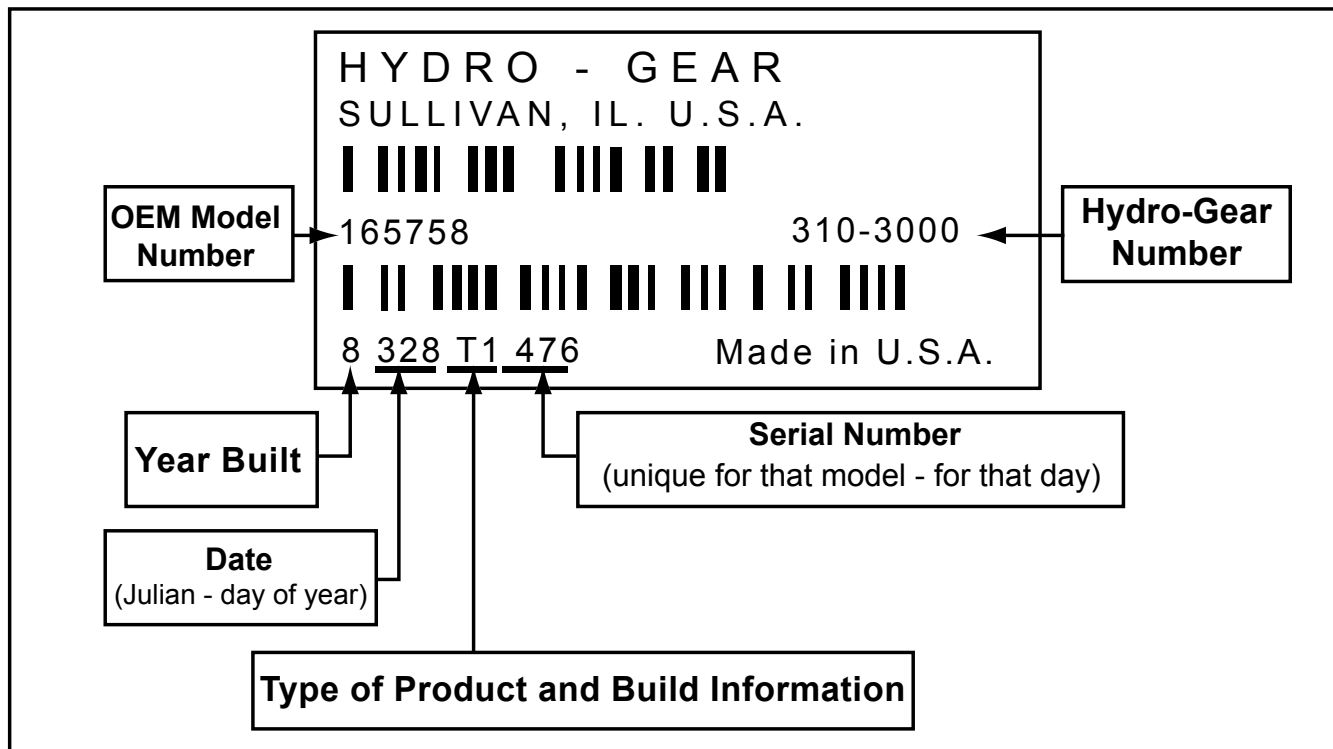 HYDRO - GEAR
SULLIVAN, IL. U.S.A.
OEM Model
Number
165758
310-3000
Hydro-Gear
Number
8 328 T1 476
Made in U.S.A.
Year Built
Serial Number
(unique for that model - for that day)
Date
(Julian - day of year)
Type of Product and Build Information